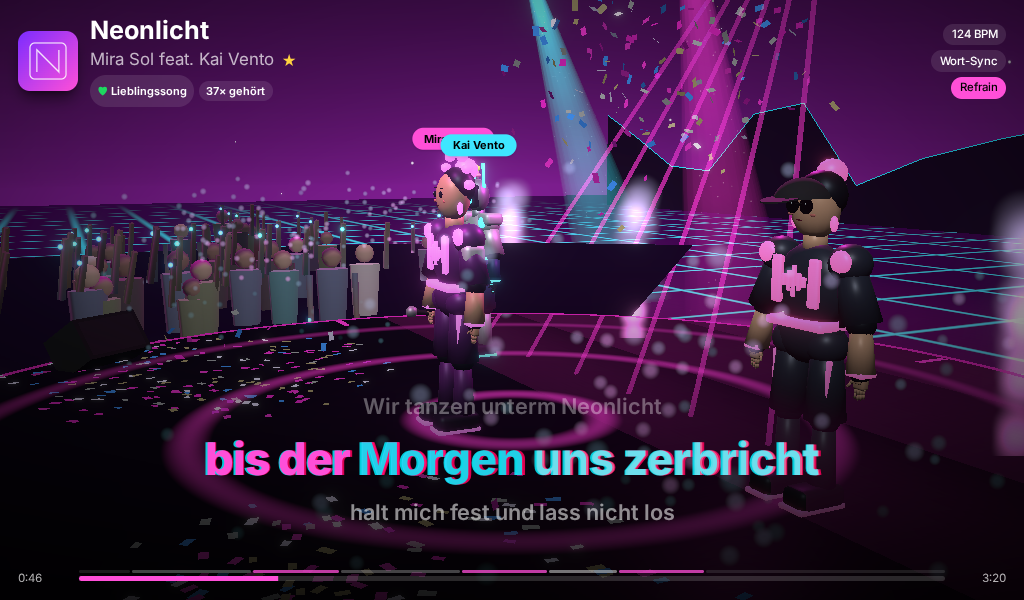 Neonlicht
Mira Sol feat. Kai Vento ★
Lieblingssong
37× gehört
124 BPM
Wort-Sync
Refrain
Kai Vento
Wir tanzen unterm Neonlicht
bis der Morgen uns zerbricht
halt mich fest und lass nicht los
0:46
3:20